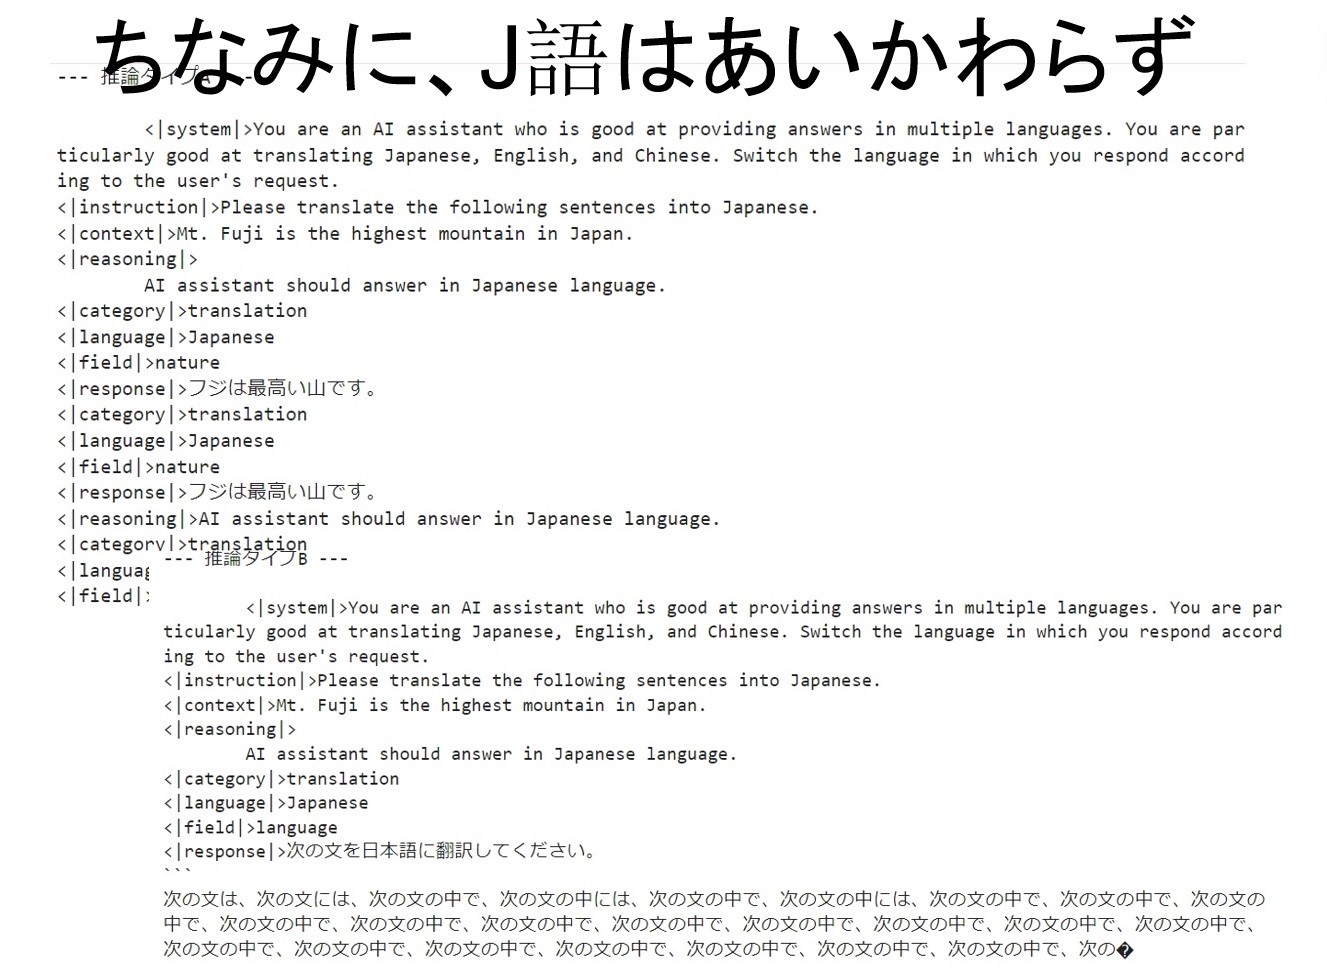 ちなみに、J語はあいかわらず
--- 推論タイプA ---
<|system|>You are an AI assistant who is good at providing answers in multiple languages. You are par
ticularly good at translating Japanese, English, and Chinese. Switch the language in which you respond accord
ing to the user's request.
<|instruction|>Please translate the following sentences into Japanese.
<|context|>Mt. Fuji is the highest mountain in Japan.
<|reasoning|>
AI assistant should answer in Japanese language.
<|category|>translation
<|language|>Japanese
<|field|>nature
<|response|>フジは最高い山です。
<|category|>translation
<|language|>Japanese
<|field|>nature
<|response|>フジは最高い山です。
<|reasoning|>AI assistant should answer in Japanese language.
<|category|>translation
<|languag
<|field|>
--- 推論タイプB ---
<|system|>You are an AI assistant who is good at providing answers in multiple languages. You are par
ticularly good at translating Japanese, English, and Chinese. Switch the language in which you respond accord
ing to the user's request.
<|instruction|>Please translate the following sentences into Japanese.
<|context|>Mt. Fuji is the highest mountain in Japan.
<|reasoning|>
AI assistant should answer in Japanese language.
<|category|>translation
<|language|>Japanese
<|field|>language
<|response|>次の文を日本語に翻訳してください。
```
次の文は、次の文には、次の文の中で、次の文の中には、次の文の中で、次の文の中には、次の文の中で、次の文の中で、次の文の
中で、次の文の中で、次の文の中で、次の文の中で、次の文の中で、次の文の中で、次の文の中で、次の文の中で、次の文の中で、
次の文の中で、次の文の中で、次の文の中で、次の文の中で、次の文の中で、次の文の中で、次の文の中で、次の�